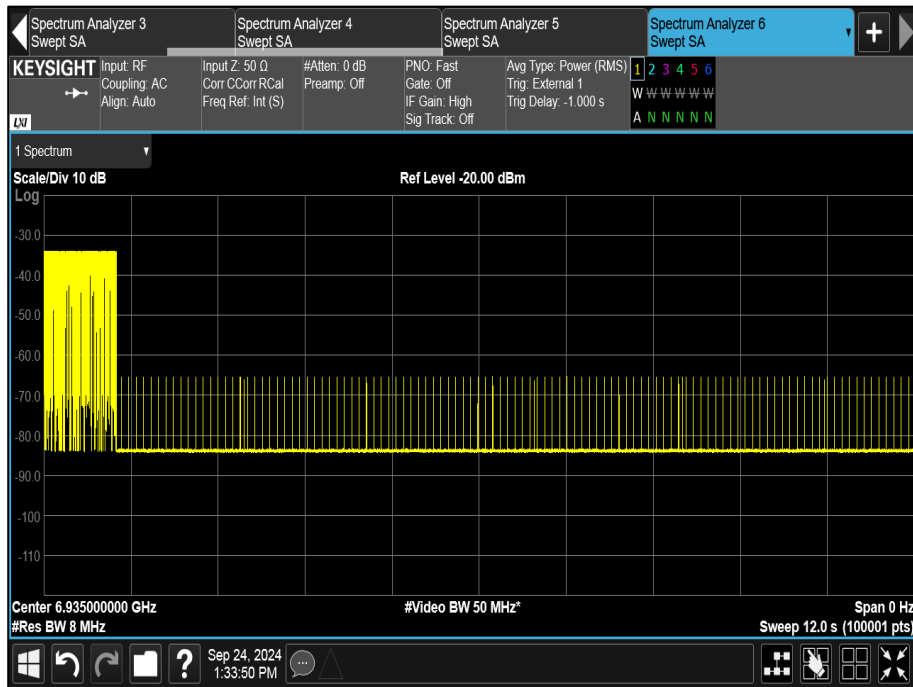 Spectrum Analyzer 3
Swept SA
Spectrum Analyzer 4
Swept SA
Spectrum Analyzer 5
Swept SA
Spectrum Analyzer 6
Swept SA
+
KEYSIGHT
LXI
Input: RF
Coupling: AC
Align: Auto
Input Z: 50 Ω
Corr CCorr RCal
Freq Ref: Int (S)
#Atten: 0 dB
Preamp: Off
PNO: Fast
Gate: Off
IF Gain: High
Sig Track: Off
Avg Type: Power (RMS)
Trig: External 1
Trig Delay: -1.000 s
1 2 3 4 5 6
W W W W W W
A N N N N N
1 Spectrum
Scale/Div 10 dB
Ref Level -20.00 dBm
Log
-30.0
-40.0
-50.0
-60.0
-70.0
-80.0
-90.0
-100
-110
Center 6.935000000 GHz
#Video BW 50 MHz*
Span 0 Hz
#Res BW 8 MHz
Sweep 12.0 s (100001 pts)
?
Sep 24, 2024
1:33:50 PM